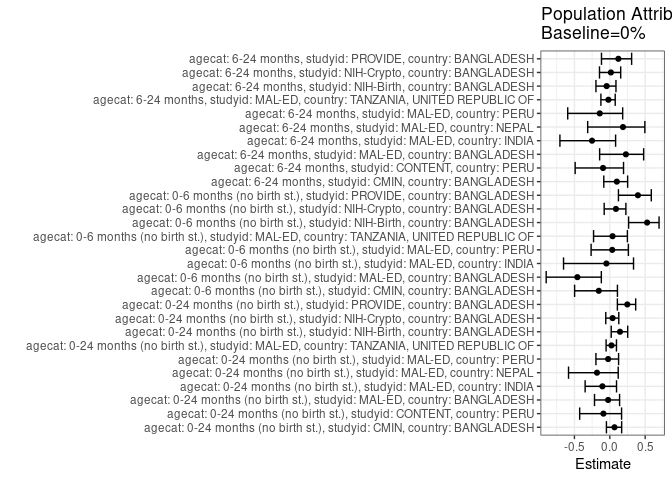 Population Attrib
Baseline=0%
agecat: 6-24 months, studyid: PROVIDE, country: BANGLADESH
agecat: 6-24 months, studyid: NIH-Crypto, country: BANGLADESH
agecat: 6-24 months, studyid: NIH-Birth, country: BANGLADESH
agecat: 6-24 months, studyid: MAL-ED, country: TANZANIA, UNITED REPUBLIC OF
agecat: 6-24 months, studyid: MAL-ED, country: PERU
agecat: 6-24 months, studyid: MAL-ED, country: NEPAL
agecat: 6-24 months, studyid: MAL-ED, country: INDIA
agecat: 6-24 months, studyid: MAL-ED, country: BANGLADESH
agecat: 6-24 months, studyid: CONTENT, country: PERU
agecat: 6-24 months, studyid: CMIN, country: BANGLADESH
agecat: 0-6 months (no birth st.), studyid: PROVIDE, country: BANGLADESH
agecat: 0-6 months (no birth st.), studyid: NIH-Crypto, country: BANGLADESH
agecat: 0-6 months (no birth st.), studyid: NIH-Birth, country: BANGLADESH
agecat: 0-6 months (no birth st.), studyid: MAL-ED, country: TANZANIA, UNITED REPUBLIC OF
agecat: 0-6 months (no birth st.), studyid: MAL-ED, country: PERU
agecat: 0-6 months (no birth st.), studyid: MAL-ED, country: INDIA
agecat: 0-6 months (no birth st.), studyid: MAL-ED, country: BANGLADESH
agecat: 0-6 months (no birth st.), studyid: CMIN, country: BANGLADESH
agecat: 0-24 months (no birth st.), studyid: PROVIDE, country: BANGLADESH
agecat: 0-24 months (no birth st.), studyid: NIH-Crypto, country: BANGLADESH
agecat: 0-24 months (no birth st.), studyid: NIH-Birth, country: BANGLADESH
agecat: 0-24 months (no birth st.), studyid: MAL-ED, country: TANZANIA, UNITED REPUBLIC OF
agecat: 0-24 months (no birth st.), studyid: MAL-ED, country: PERU
agecat: 0-24 months (no birth st.), studyid: MAL-ED, country: NEPAL
agecat: 0-24 months (no birth st.), studyid: MAL-ED, country: INDIA
agecat: 0-24 months (no birth st.), studyid: MAL-ED, country: BANGLADESH
agecat: 0-24 months (no birth st.), studyid: CONTENT, country: PERU
agecat: 0-24 months (no birth st.), studyid: CMIN, country: BANGLADESH
-0.5 0.0 0.5
Estimate